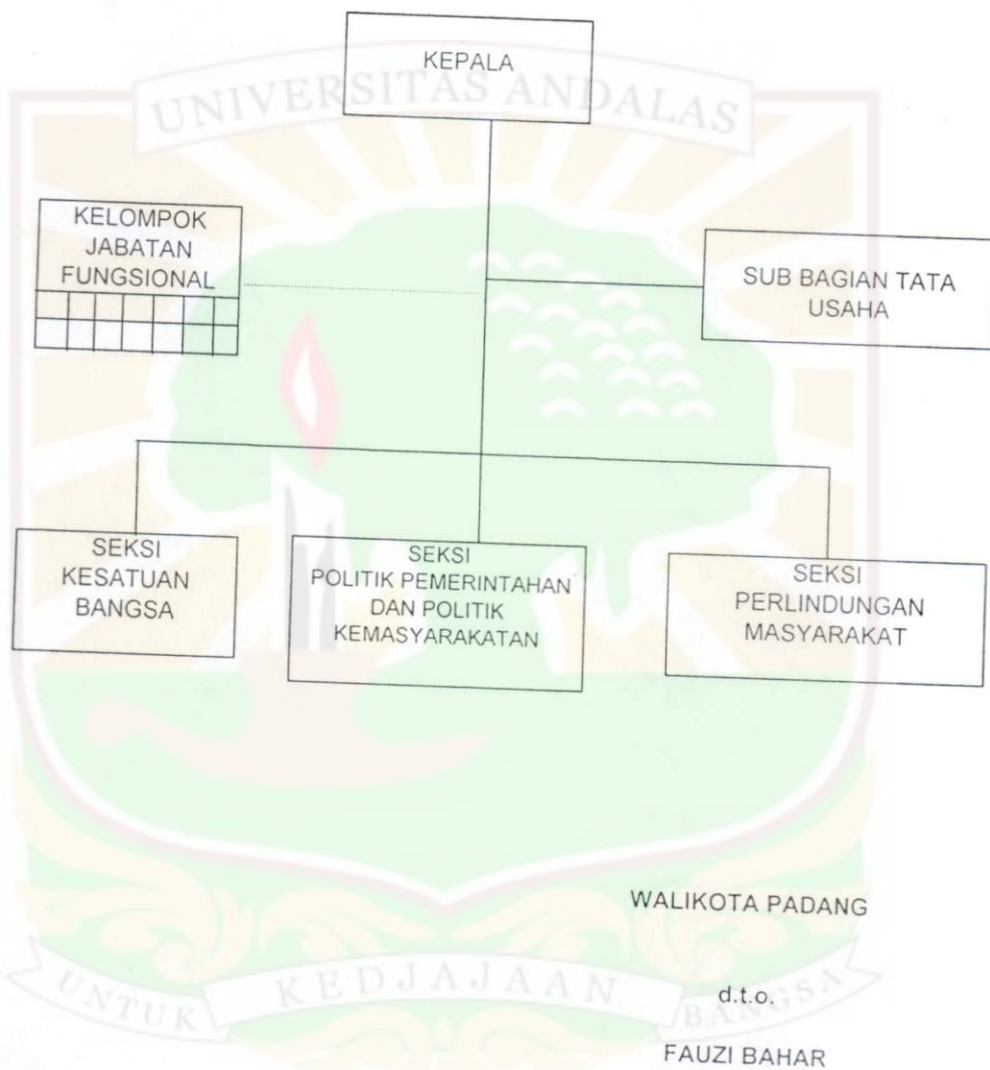 KEPALA
UNIVERSITAS ANDALAS
KELOMPOK
JABATAN
FUNGSIONAL
SUB BAGIAN TATA
USAHA
SEKSI
KESATUAN
BANGSA
SEKSI
POLITIK PEMERINTAHAN
DAN POLITIK
KEMASYARAKATAN
SEKSI
PERLINDUNGAN
MASYARAKAT
WALIKOTA PADANG
d.t.o.
FAUZI BAHAR
UNTUK KEDJAJAAN BANGSA